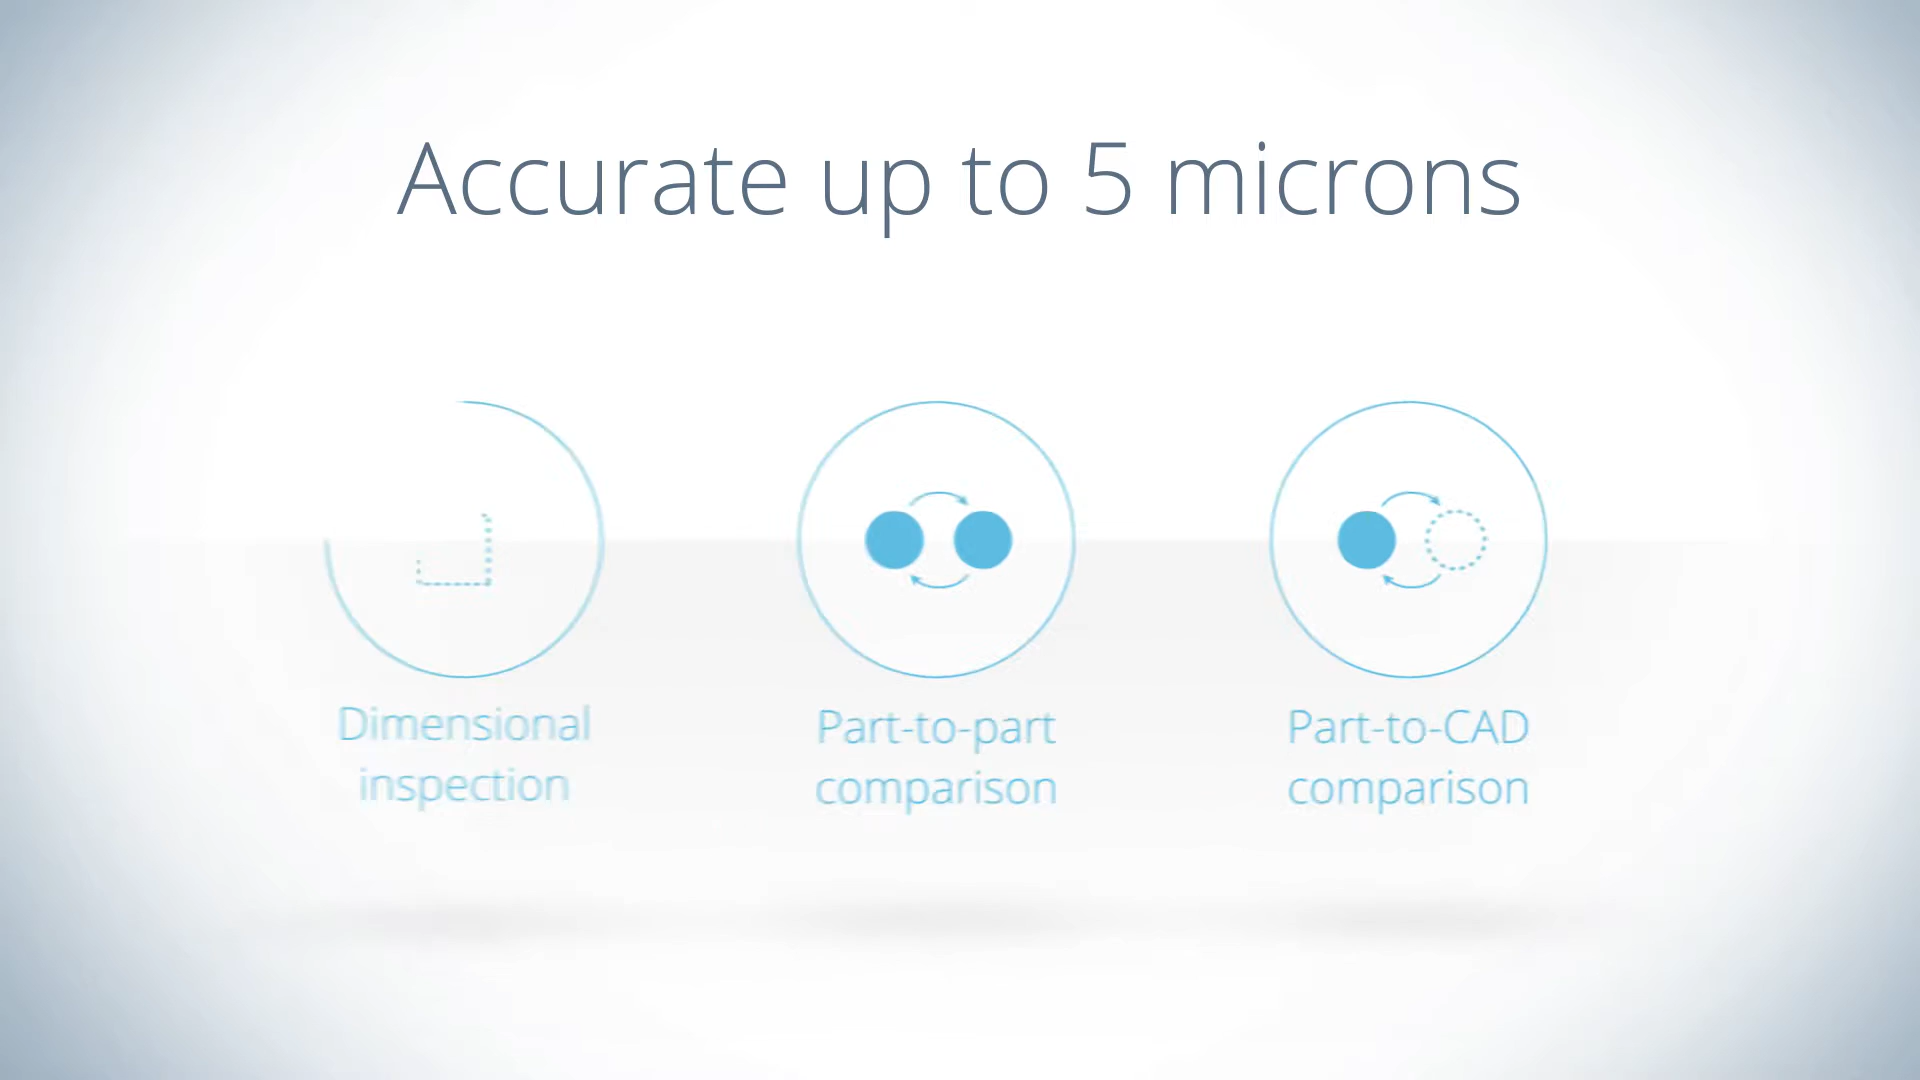 Accurate up to 5 microns
Dimensional
inspection
Part-to-part
comparison
Part-to-CAD
comparison